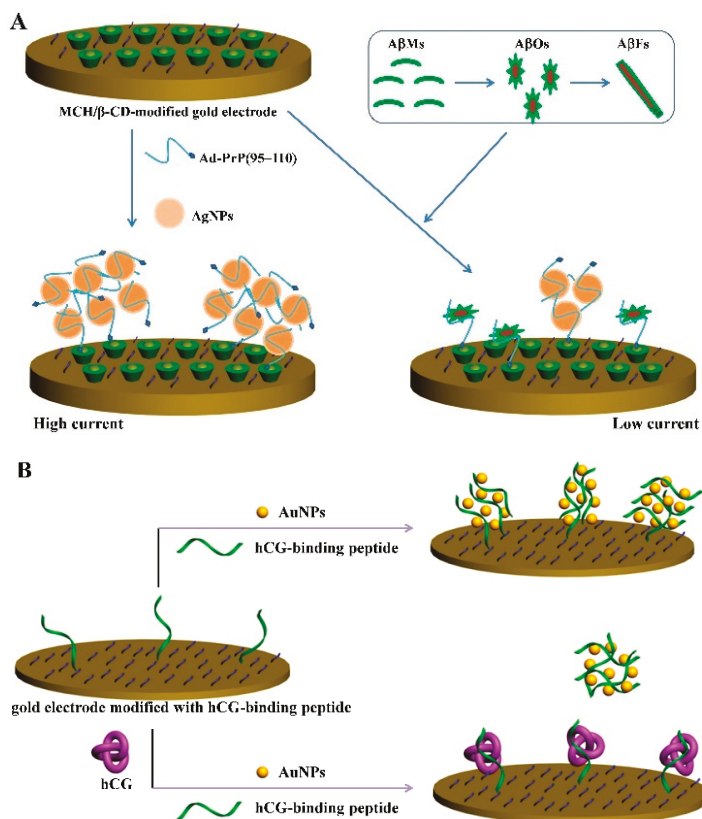 A
AβMs
AβOs
AβFs
MCH/β-CD-modified gold electrode
Ad-PrP(95–110)
AgNPs
High current
Low current
B
AuNPs
hCG-binding peptide
gold electrode modified with hCG-binding peptide
hCG
AuNPs
hCG-binding peptide